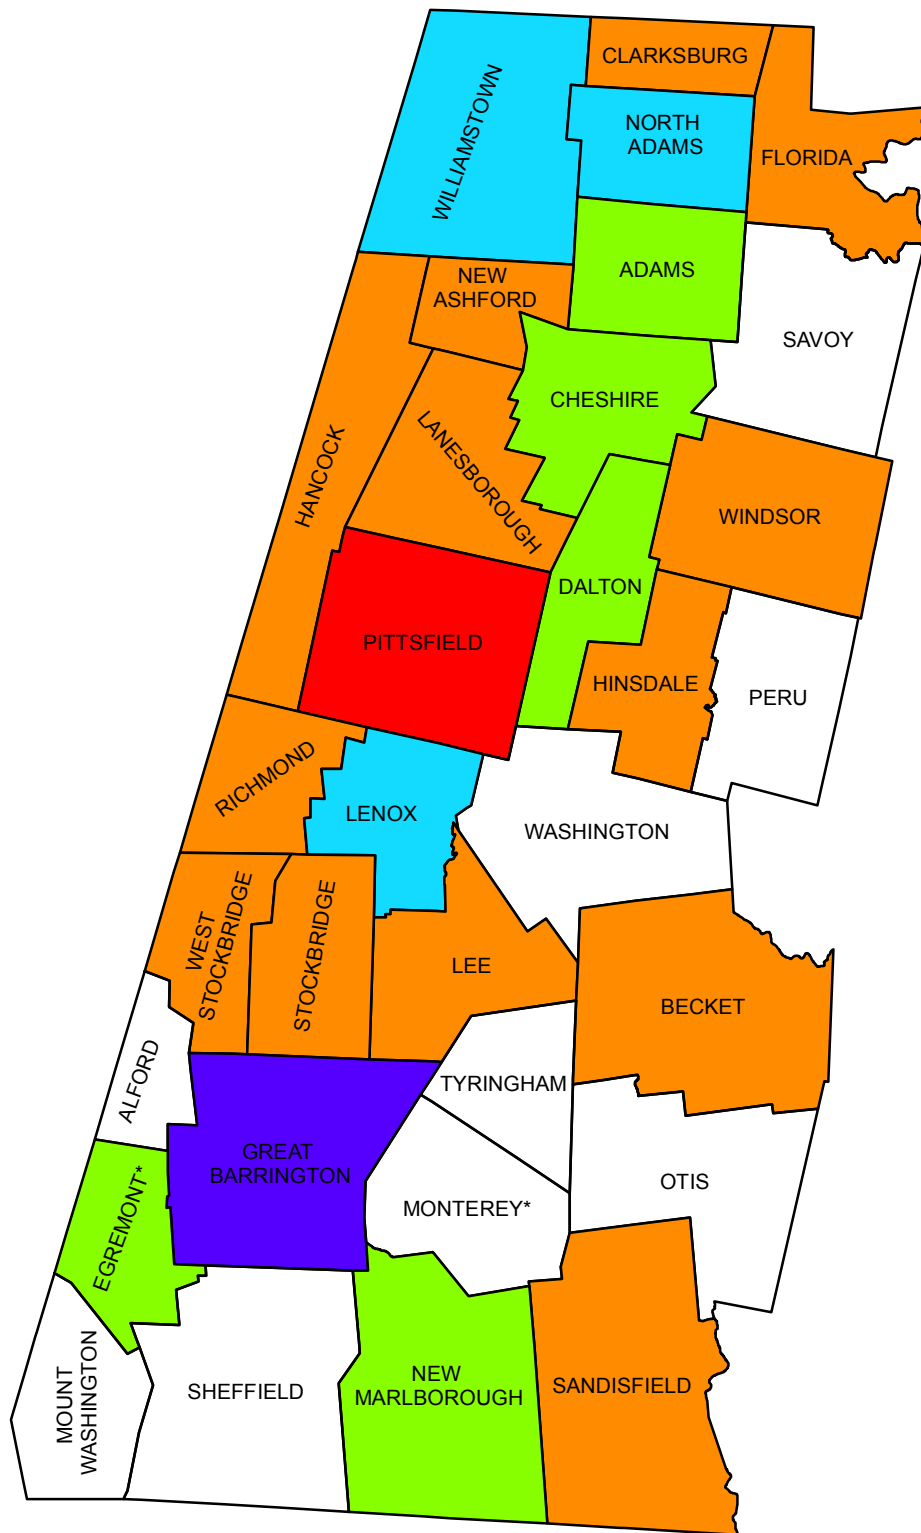 CLARKSBURG
WILLIAMSTOWN
NORTH
ADAMS
FLORIDA
ADAMS
NEW
ASHFORD
SAVOY
CHESHIRE
LANESBOROUGH
HANCOCK
WINDSOR
DALTON
PITTSFIELD
HINSDALE
PERU
RICHMOND
LENOX
WASHINGTON
WEST
STOCKBRIDGE
STOCKBRIDGE
LEE
BECKET
ALFORD
TYRINGHAM
GREAT
BARRINGTON
OTIS
MONTEREY*
EGREMONT*
MOUNT
WASHINGTON
SHEFFIELD
NEW
MARLBOROUGH
SANDISFIELD